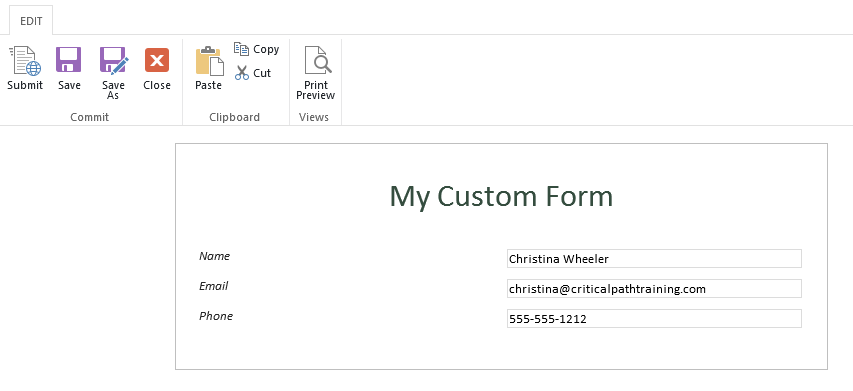 EDIT
Submit
Save
Save
As
Close
Paste
Copy
Cut
Print
Preview
Commit
Clipboard
Views
My Custom Form
Name
Christina Wheeler
Email
christina@criticalpathtraining.com
Phone
555-555-1212